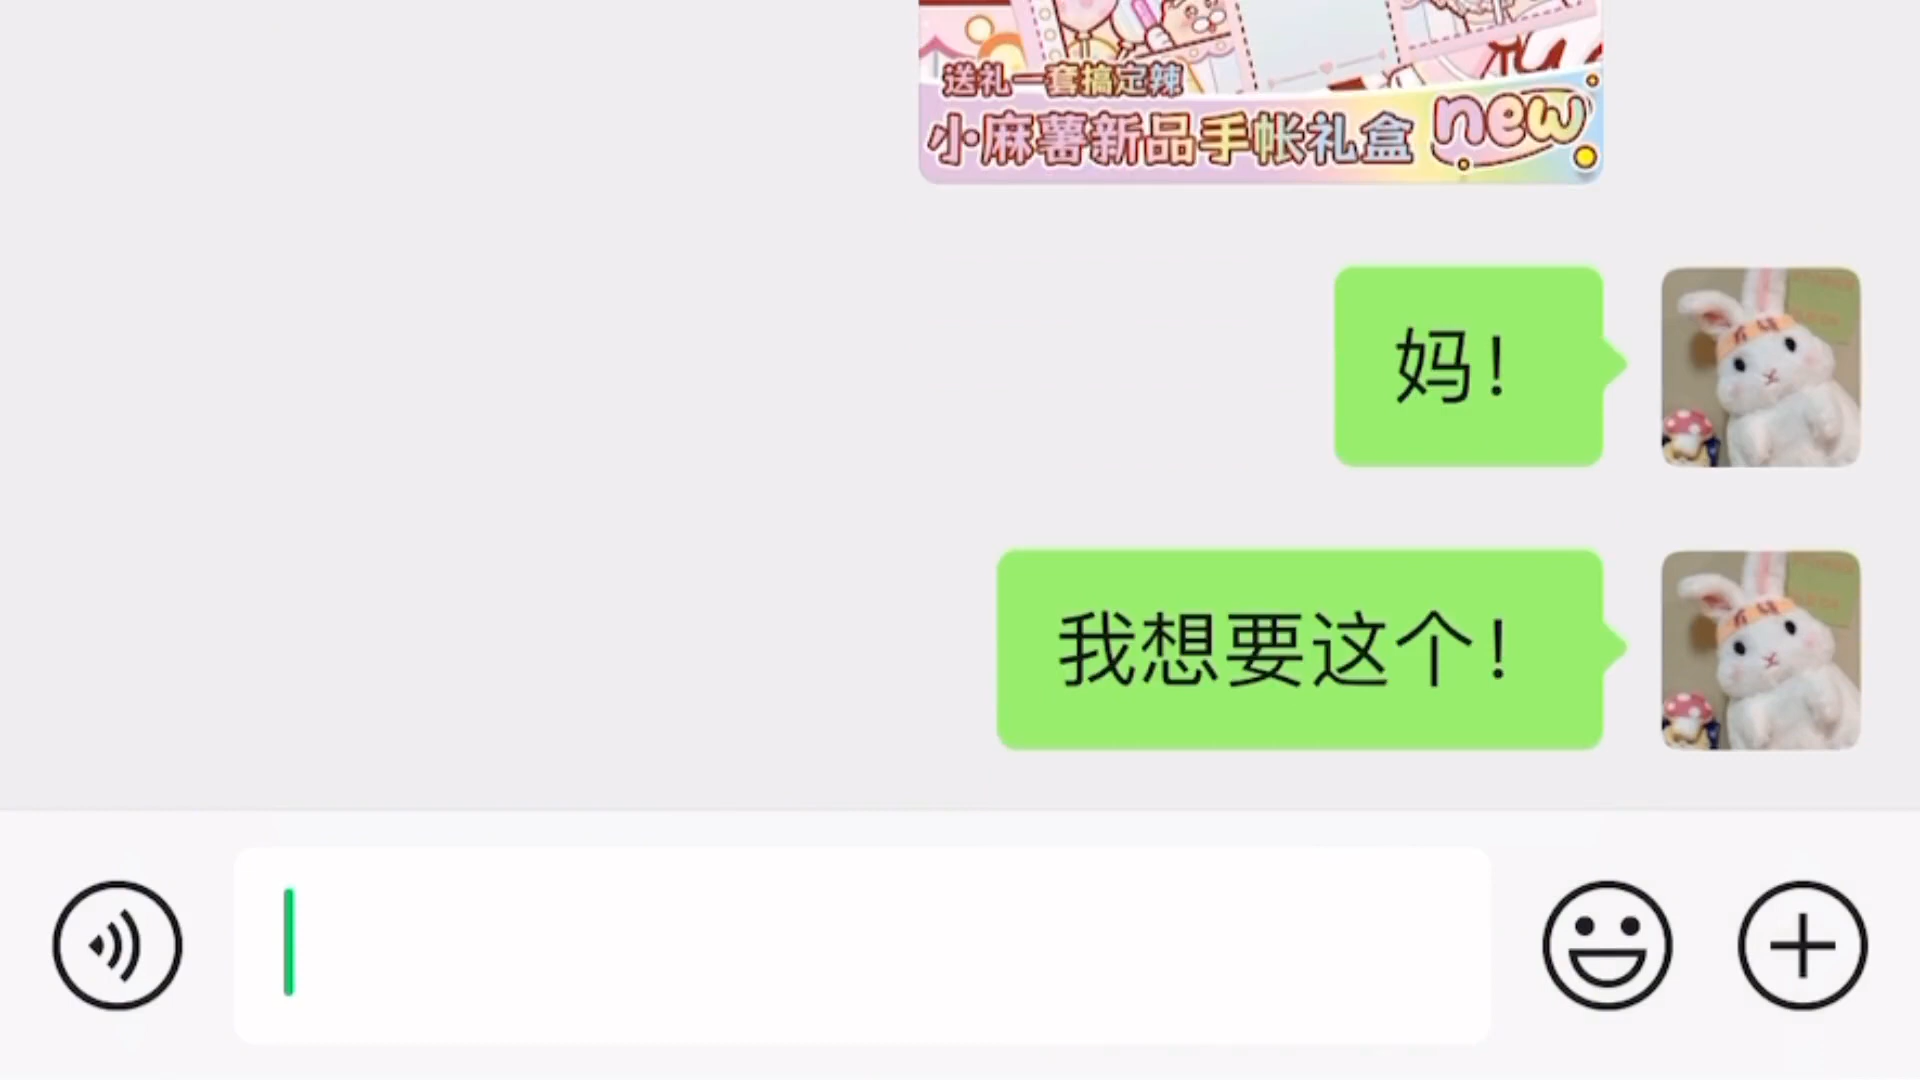 送礼一套搞定辣
小麻薯新品手帐礼盒 new
妈！
我想要这个！